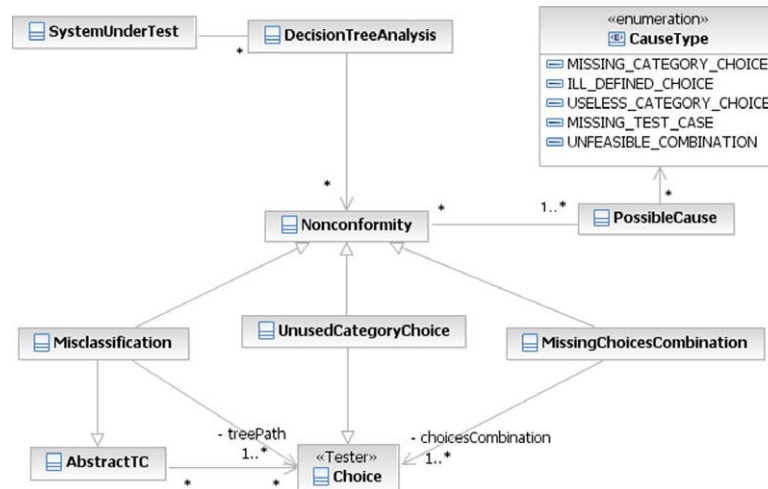 SystemUnderTest
*
DecisionTreeAnalysis
«enumeration»
CauseType
MISSING_CATEGORY_CHOICE
ILL_DEFINED_CHOICE
USELESS_CATEGORY_CHOICE
MISSING_TEST_CASE
UNFEASIBLE_COMBINATION
*
*
Nonconformity
*
1..*
PossibleCause
Misclassification
UnusedCategoryChoice
MissingChoicesCombination
- treePath
1..*
- choicesCombination
1..*
AbstractTC
*
*
«Tester»
Choice